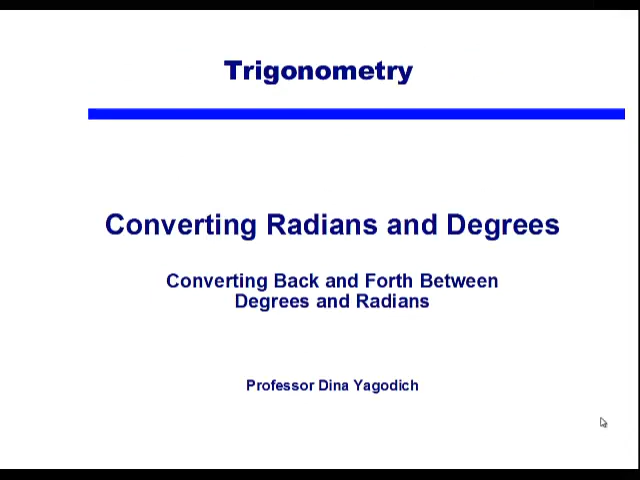 Trigonometry
Converting Radians and Degrees
Converting Back and Forth Between
Degrees and Radians
Professor Dina Yagodich